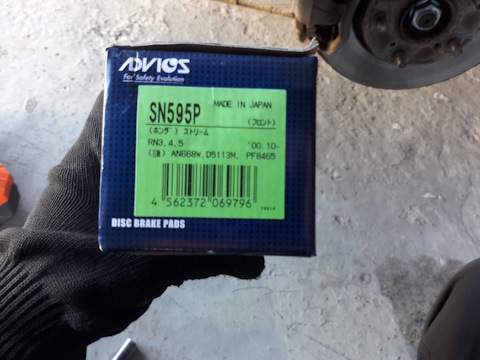 ADVICS
For Safety Evolution
SN595P
MADE IN JAPAN
(フロント)
(ホンダ) ストリーム
RN3,4,5 '00.10-
AN668W,D5113M, PF8465
4 562372 069796
DISC BRAKE PADS